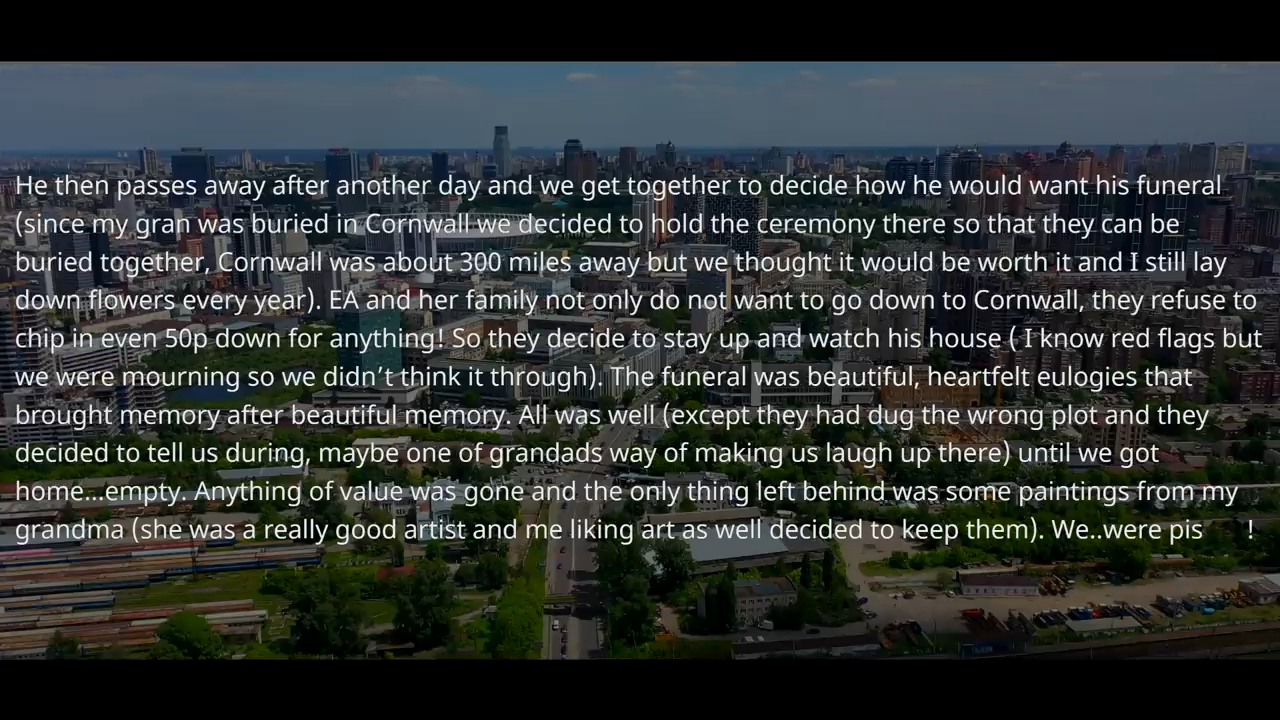 He then passes away after another day and we get together to decide how he would want his funeral
(since my gran was buried in Cornwall we decided to hold the ceremony there so that they can be
buried together, Cornwall was about 300 miles away but we thought it would be worth it and I still lay
down flowers every year). EA and her family not only do not want to go down to Cornwall, they refuse to
chip in even 50p down for anything! So they decide to stay up and watch his house ( I know red flags but
we were mourning so we didn’t think it through). The funeral was beautiful, heartfelt eulogies that
brought memory after beautiful memory. All was well (except they had dug the wrong plot and they
decided to tell us during, maybe one of grandads way of making us laugh up there) until we got
home...empty. Anything of value was gone and the only thing left behind was some paintings from my
grandma (she was a really good artist and me liking art as well decided to keep them). We..were pis !